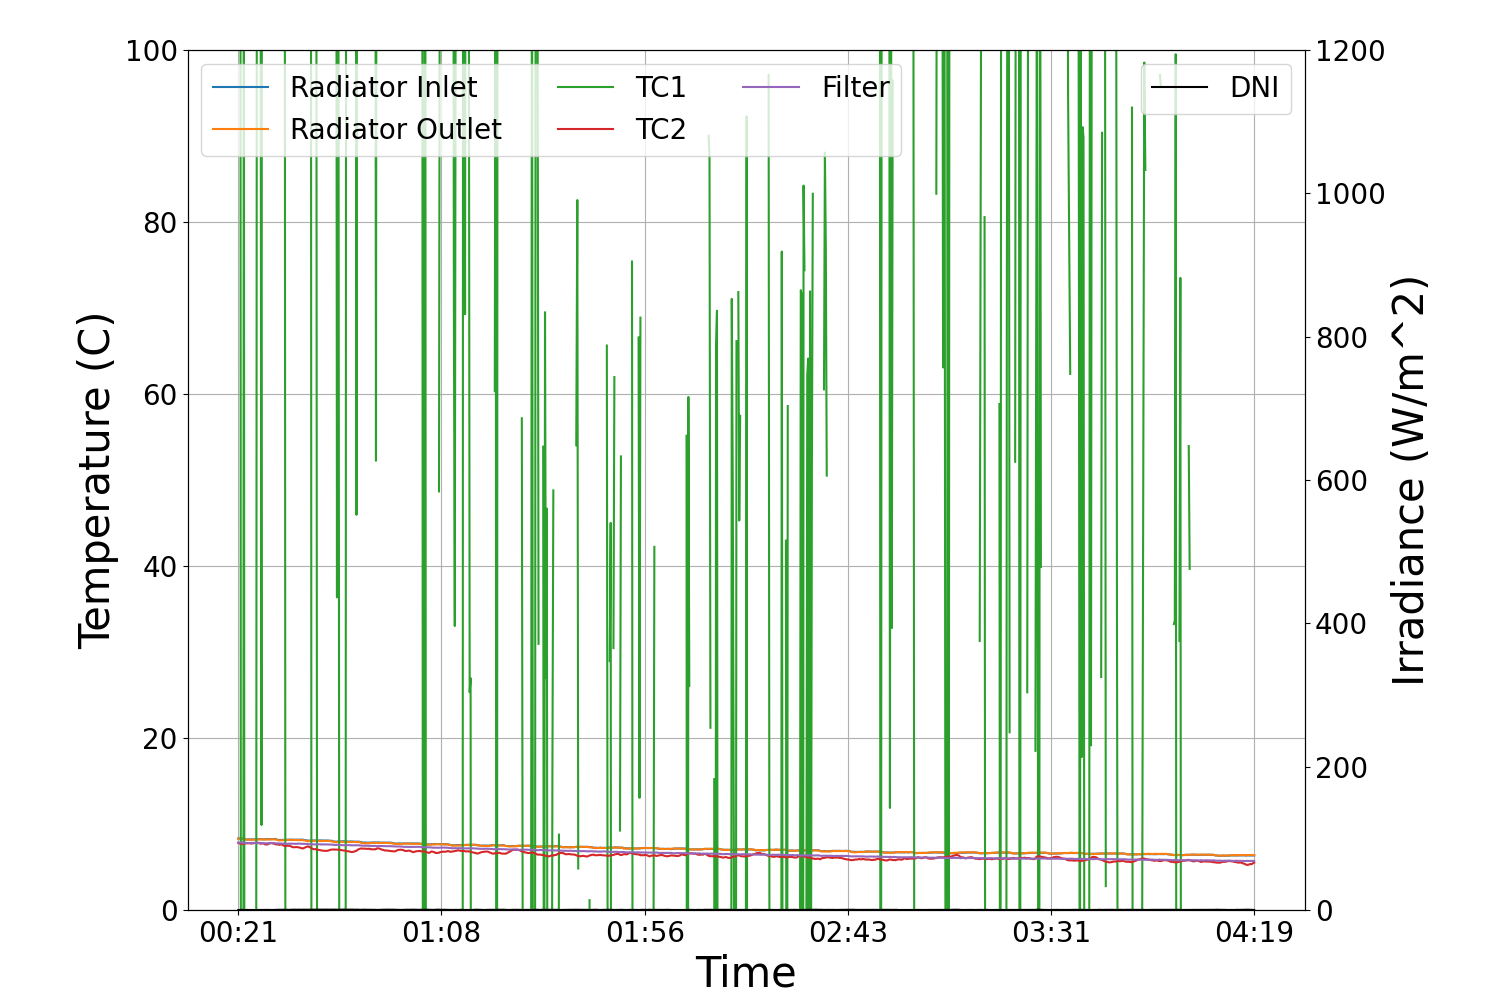 100
80
60
40
20
0
Temperature (C)
Radiator Inlet
Radiator Outlet
TC1
TC2
Filter
DNI
1200
1000
800
600
400
200
0
Irradiance (W/m^2)
00:21 01:08 01:56 02:43 03:31 04:19
Time